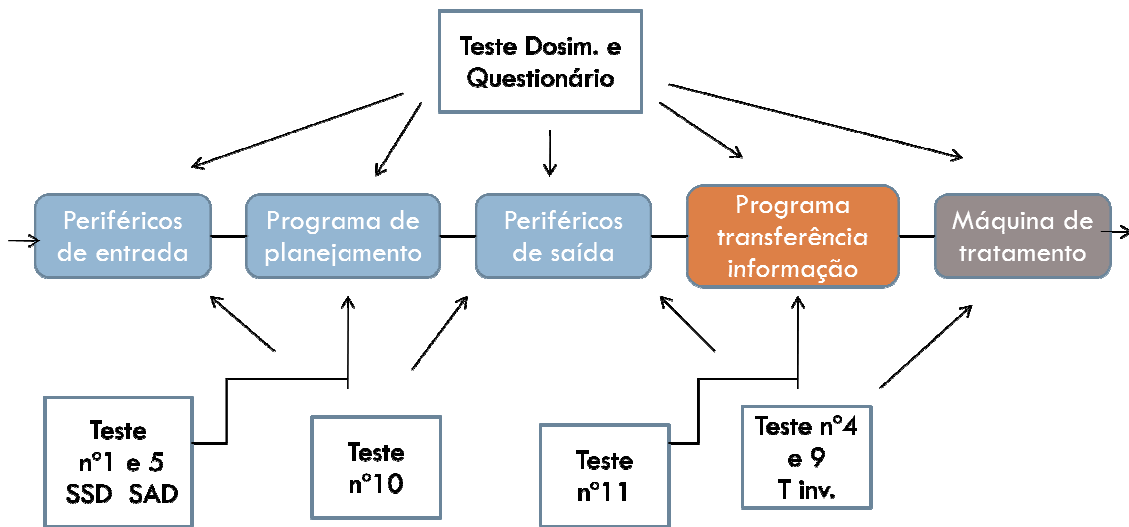 Teste Dosim. e
Questionário
Periféricos
de entrada
Programa de
planejamento
Periféricos
de saída
Programa
transferência
informação
Máquina de
tratamento
Teste
nº1 e 5
SSD SAD
Teste
nº10
Teste
nº11
Teste nº4
e 9
T inv.